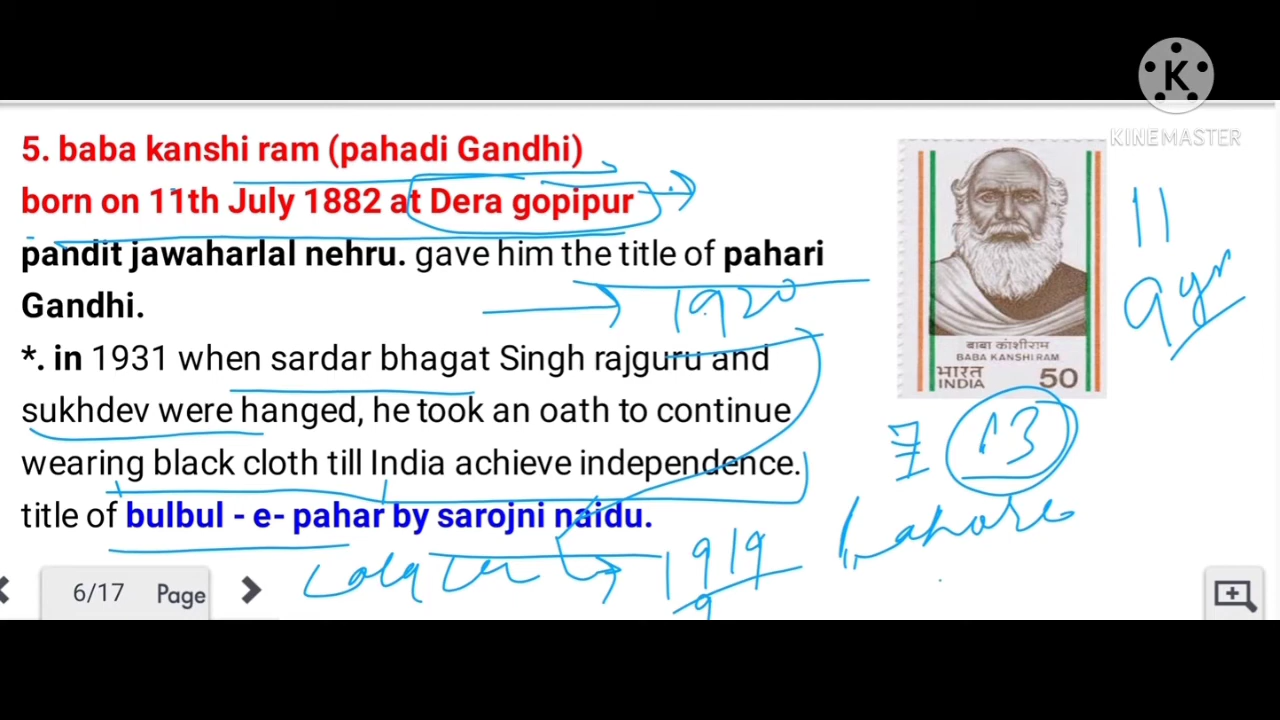 KINEMASTER
5. baba kanshi ram (pahadi Gandhi)
born on 11th July 1882 at Dera gopipur
pandit jawaharlal nehru. gave him the title of pahari
Gandhi.
1920
*. in 1931 when sardar bhagat Singh rajguru and
sukhdev were hanged, he took an oath to continue
wearing black cloth till India achieve independence.
title of bulbul - e- pahar by sarojni naidu.
बाबा कांशीराम
BABA KANSHIRAM
भारत
INDIA 50
11
9 yr
13
Lahore
1919
9
6/17 Page